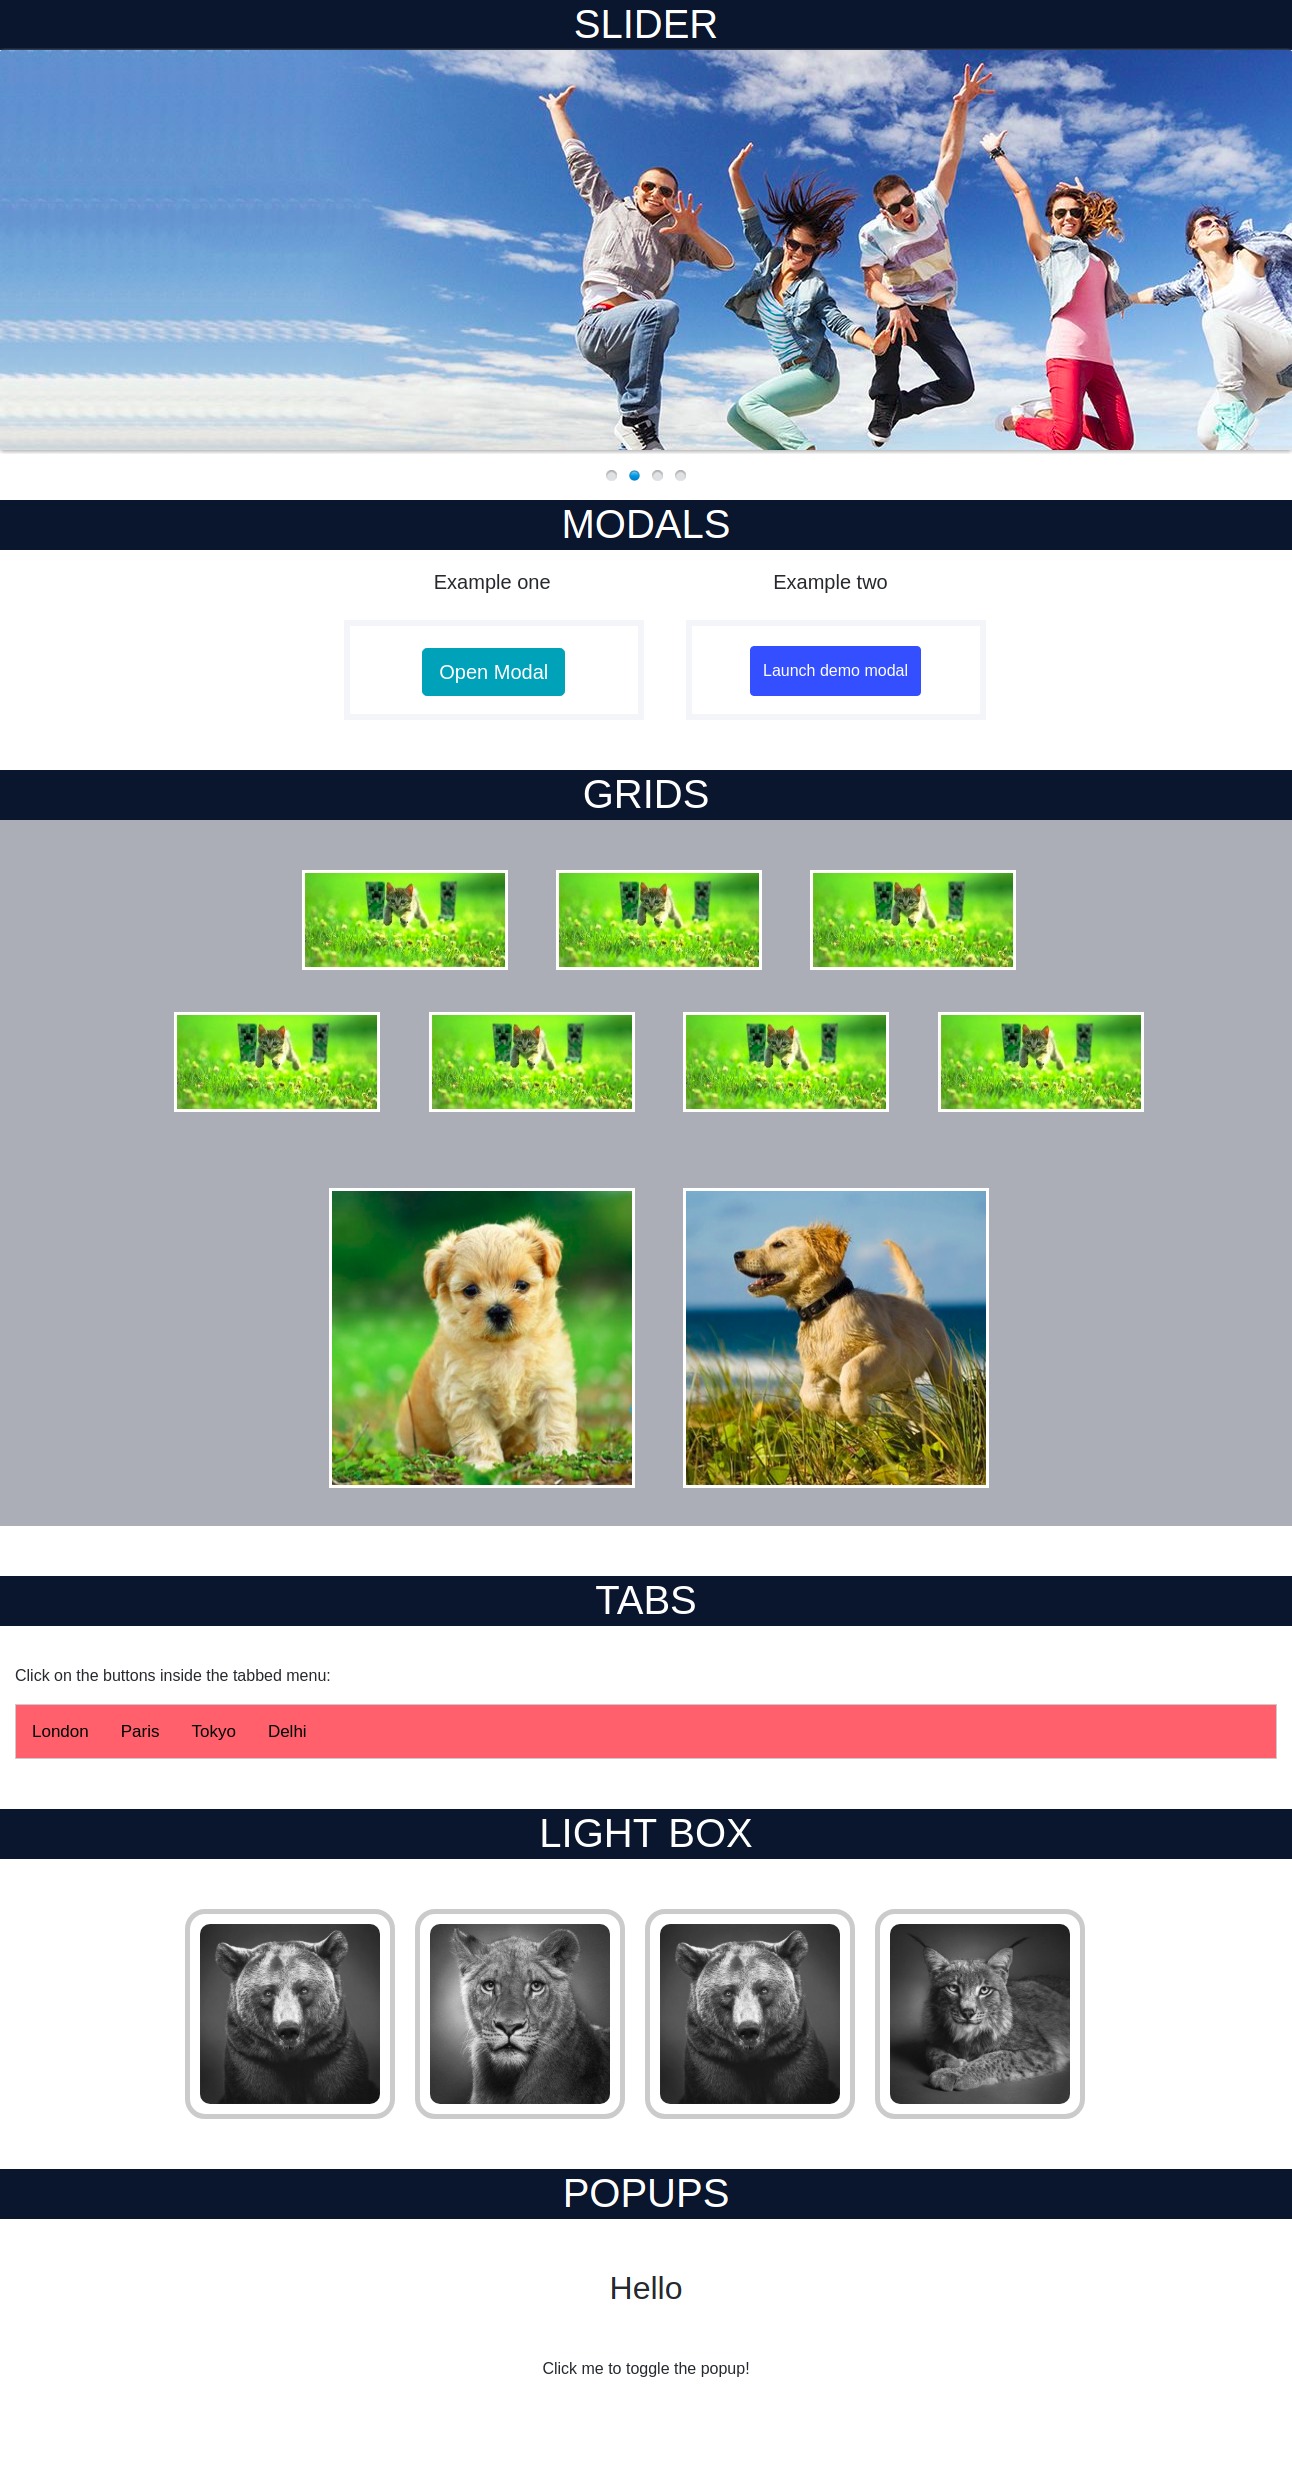 SLIDER
MODALS
Example one
Example two
Open Modal
Launch demo modal
GRIDS
TABS
Click on the buttons inside the tabbed menu:
London Paris Tokyo Delhi
LIGHT BOX
POPUPS
Hello
Click me to toggle the popup!